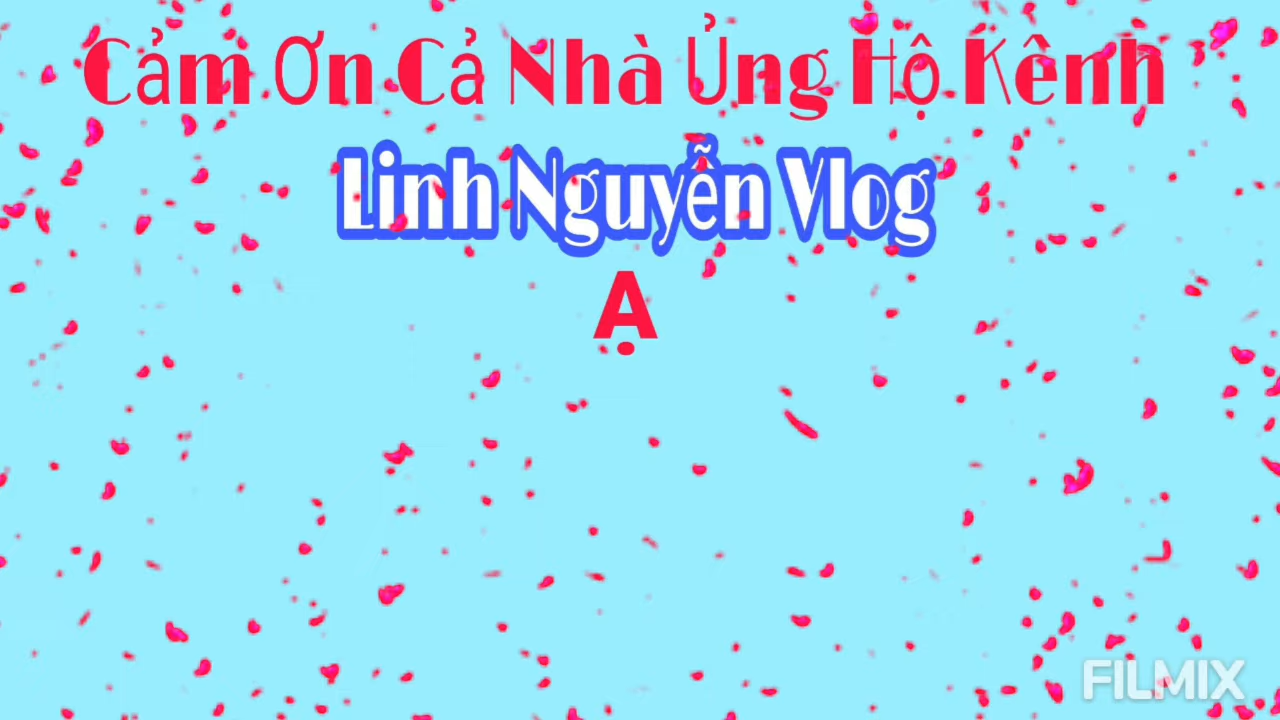 Cảm Ơn Cả Nhà Ủng Hộ Kênh
Linh Nguyễn Vlog
Ạ
FILMIX